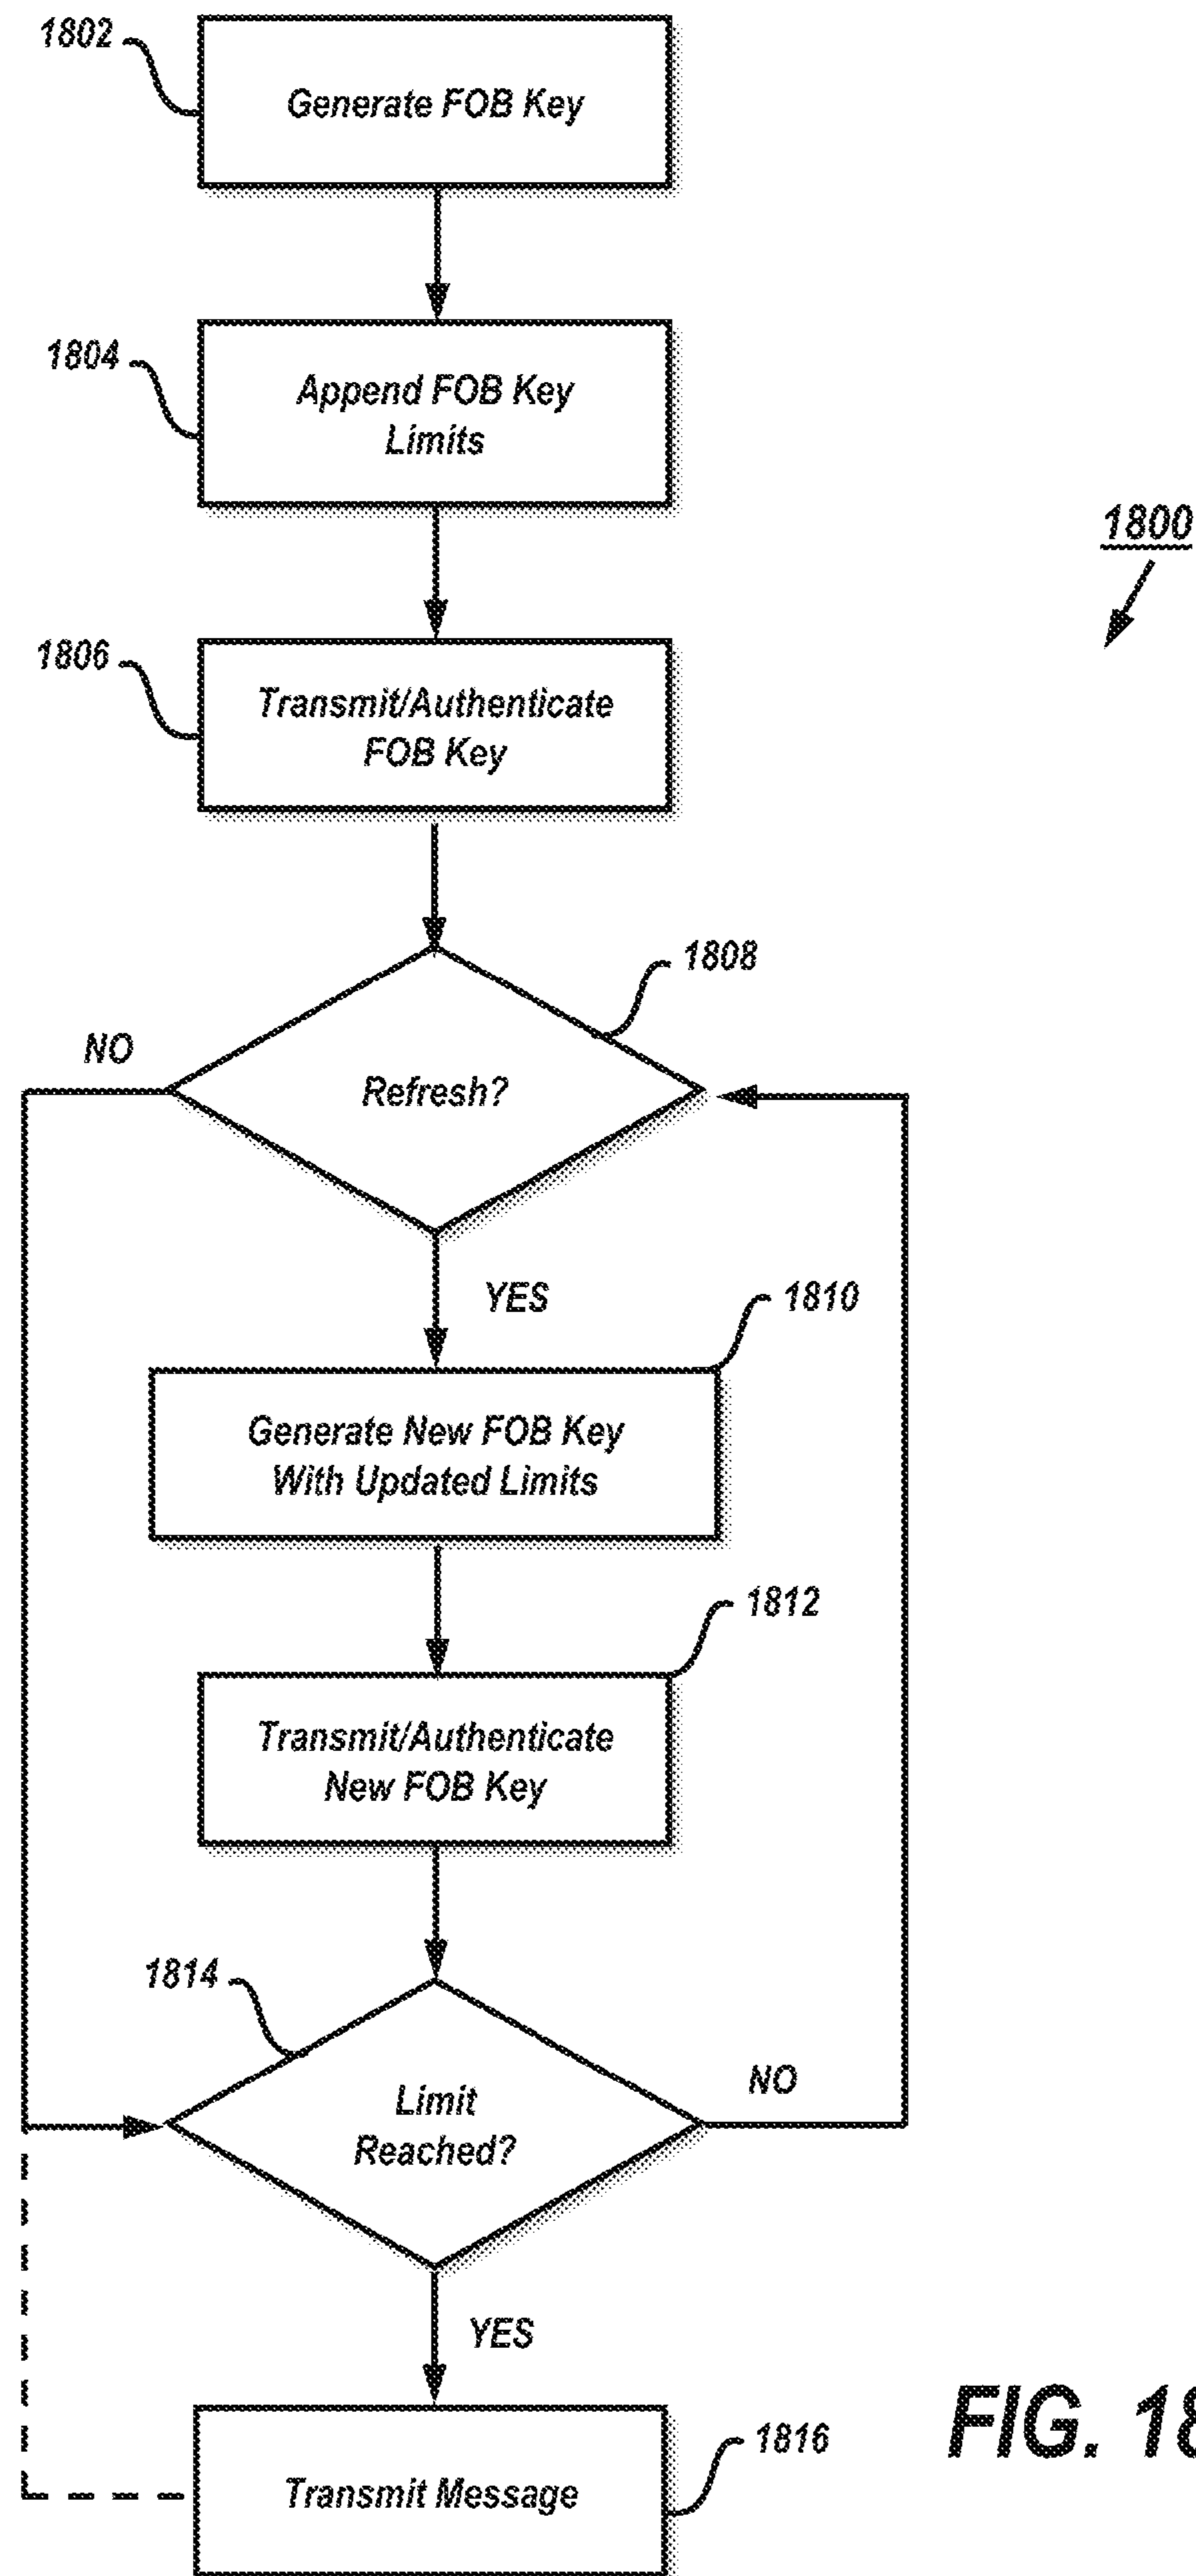 1802
Generate FOB Key
1804
Append FOB Key
Limits
1800
1806
Transmit/Authenticate
FOB Key
1808
NO
Refresh?
YES
1810
Generate New FOB Key
With Updated Limits
1812
Transmit/Authenticate
New FOB Key
1814
NO
Limit
Reached?
YES
1816
Transmit Message
FIG. 18